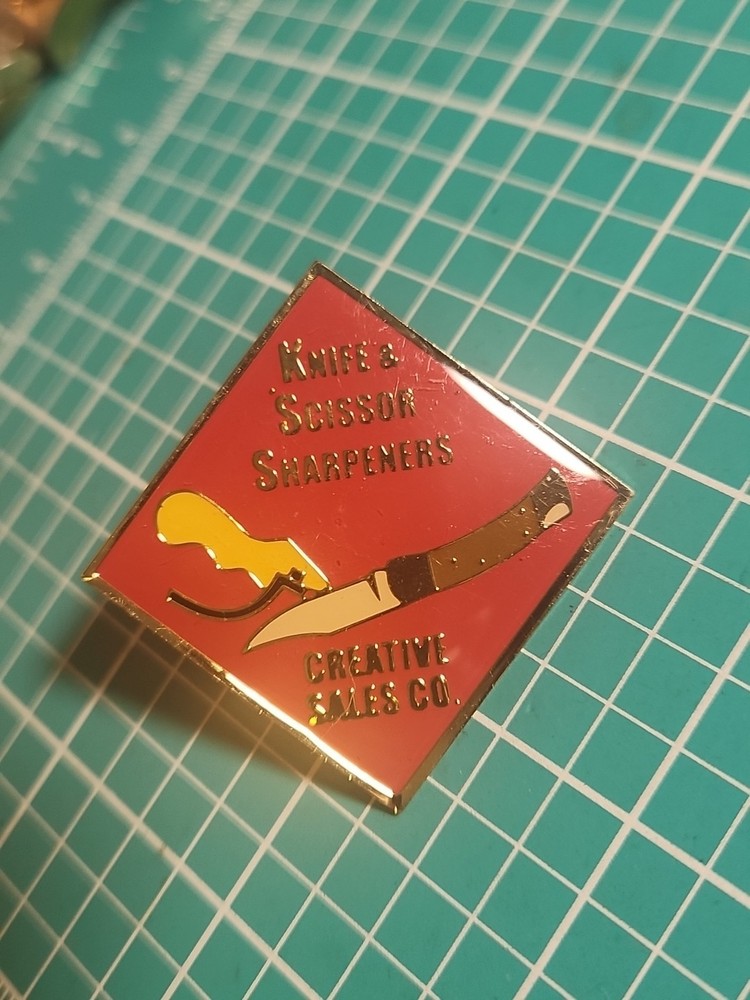 KNIFE &
SCISSOR
SHARPENERS
CREATIVE
SALES CO.